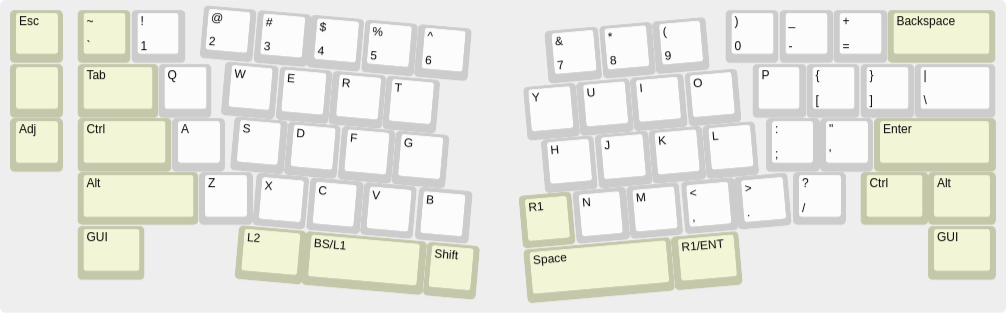 Esc ~ ! @ # $ % ^ & * ( ) _ + Backspace
` 1 2 3 4 5 6 7 8 9 0 - =
Tab Q W E R T Y U I O P { } |
[ ] \
Adj Ctrl A S D F G H J K L : " Enter
; '
Alt Z X C V B R1 N M < > ? Ctrl Alt
, . /
GUI L2 BS/L1 Shift Space R1/ENT GUI